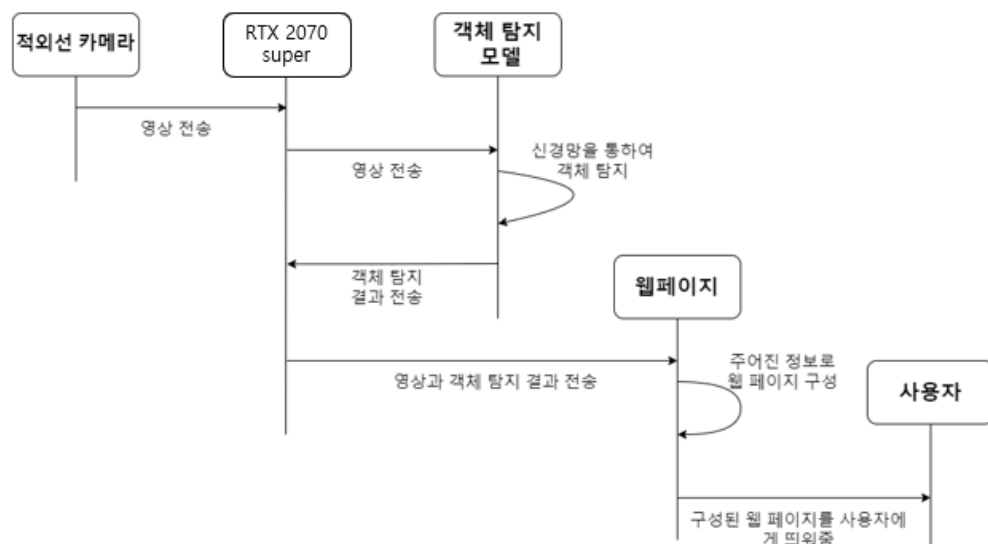 적외선 카메라
RTX 2070
super
객체 탐지
모델
영상 전송
영상 전송
신경망을 통하여
객체 탐지
객체 탐지
결과 전송
웹페이지
영상과 객체 탐지 결과 전송
주어진 정보로
웹 페이지 구성
사용자
구성된 웹 페이지를 사용자에
게 띄워줌